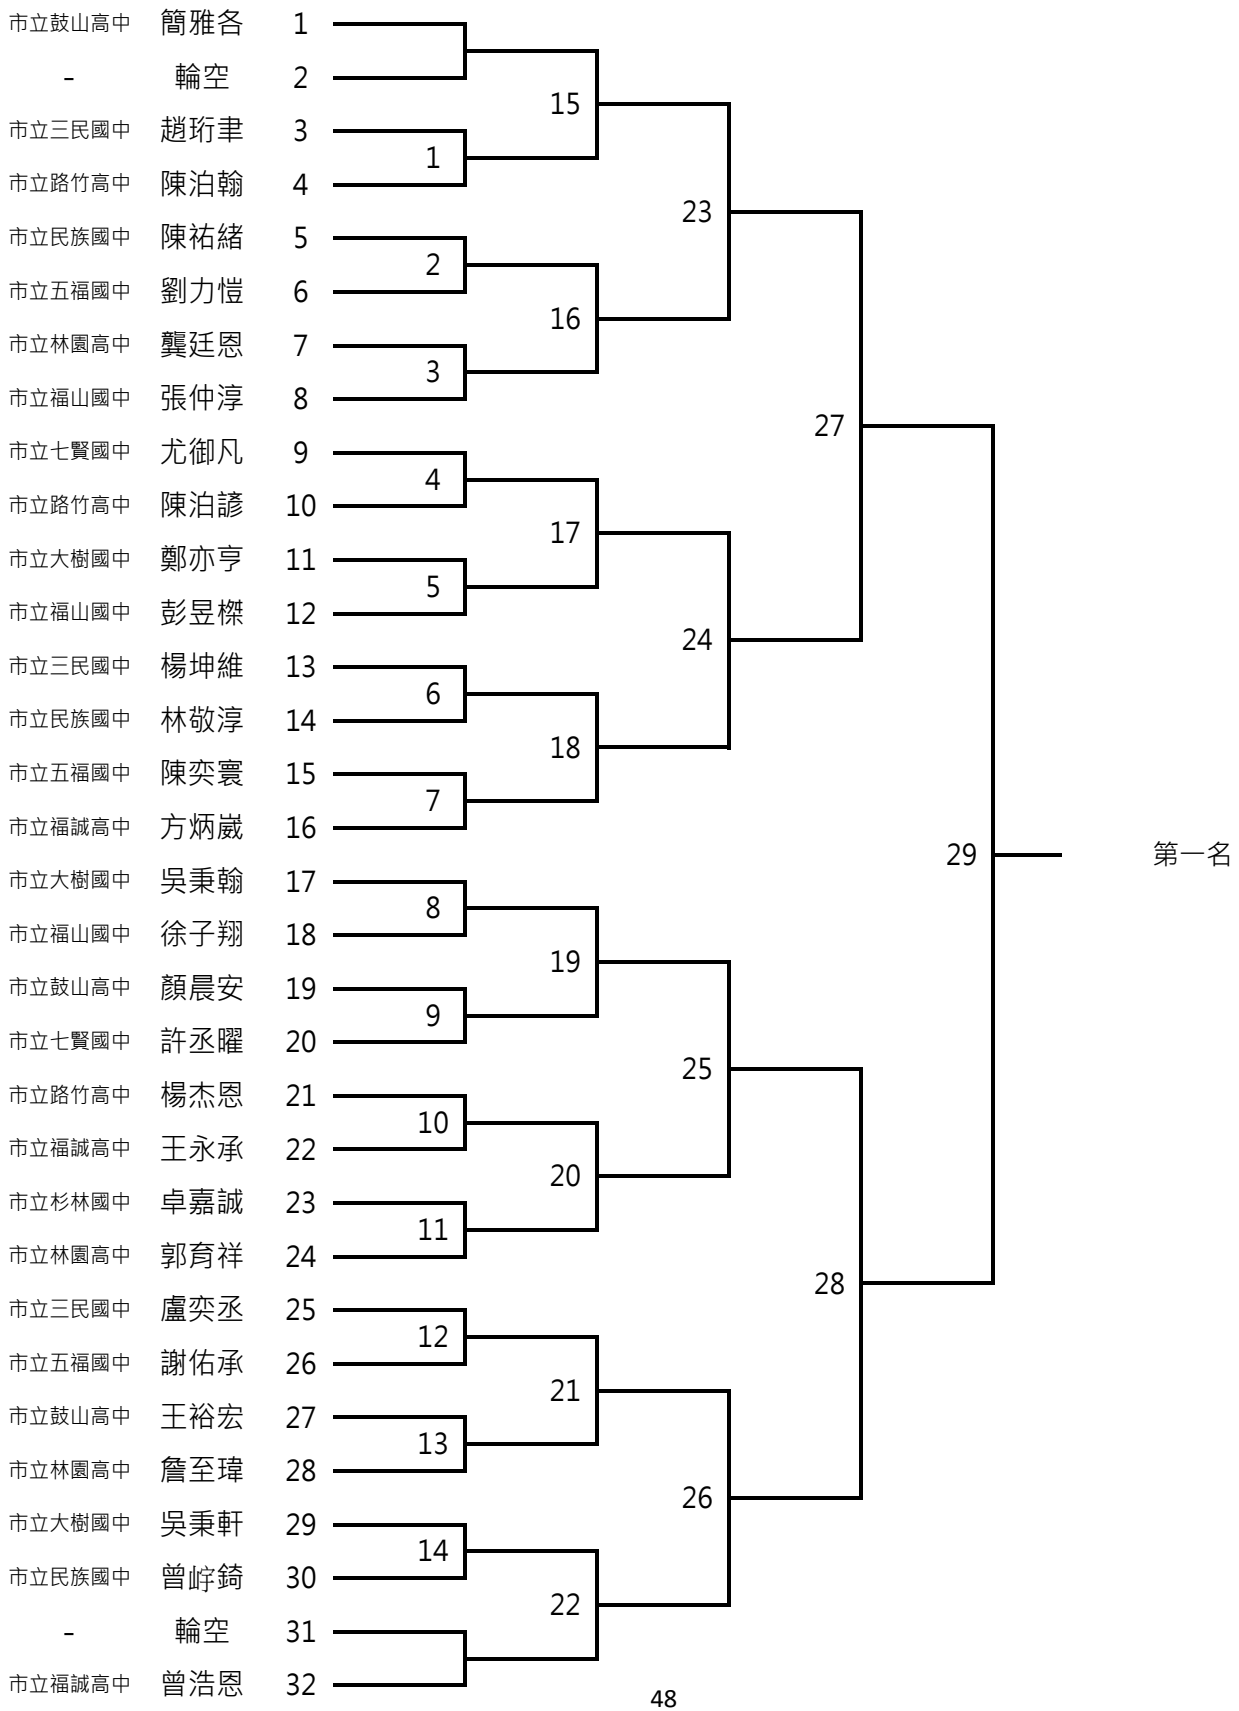 市立鼓山高中 簡雅各 1
- 輪空 2
15
市立三民國中 趙珩聿 3
1
市立路竹高中 陳泊翰 4
23
市立民族國中 陳祐緒 5
2
市立五福國中 劉力愷 6
16
市立林園高中 龔廷恩 7
3
市立福山國中 張仲淳 8
27
市立七賢國中 尤御凡 9
4
市立路竹高中 陳泊諺 10
17
市立大樹國中 鄭亦亨 11
5
市立福山國中 彭昱榤 12
24
市立三民國中 楊坤維 13
6
市立民族國中 林敬淳 14
18
市立五福國中 陳奕寰 15
7
市立福誠高中 方炳崴 16
29 第一名
市立大樹國中 吳秉翰 17
8
市立福山國中 徐子翔 18
19
市立鼓山高中 顏晨安 19
9
市立七賢國中 許丞曜 20
25
市立路竹高中 楊杰恩 21
10
市立福誠高中 王永承 22
20
市立杉林國中 卓嘉誠 23
11
市立林園高中 郭育祥 24
28
市立三民國中 盧奕丞 25
12
市立五福國中 謝佑承 26
21
市立鼓山高中 王裕宏 27
13
市立林園高中 詹至瑋 28
26
市立大樹國中 吳秉軒 29
14
市立民族國中 曾崢錡 30
22
- 輪空 31
市立福誠高中 曾浩恩 32
48